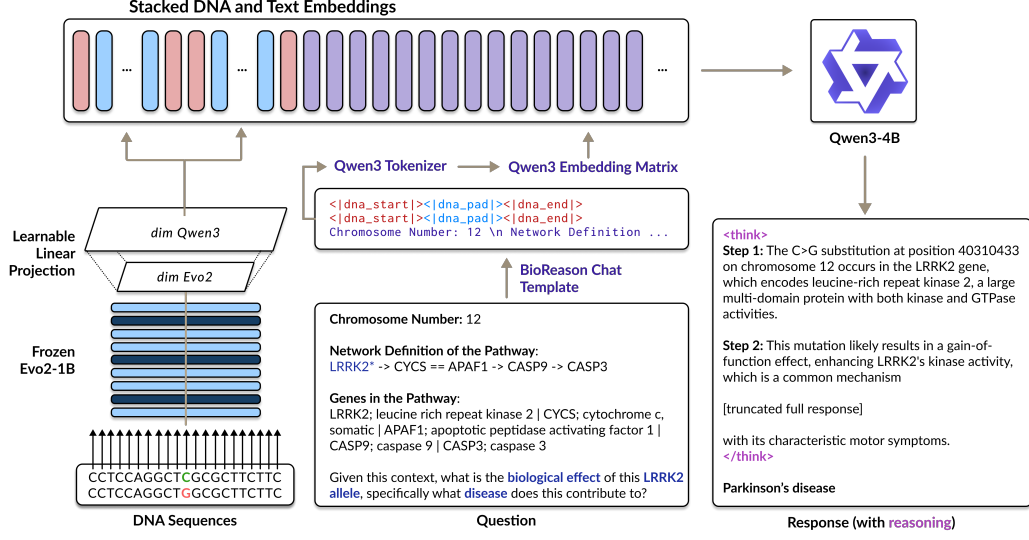 Stacked DNA and Text Embeddings
...
...
...
Qwen3-4B
Qwen3 Tokenizer
Qwen3 Embedding Matrix
<|dna_start|><|dna_pad|><|dna_end|>
<|dna_start|><|dna_pad|><|dna_end|>
Chromosome Number: 12 \n Network Definition ...
BioReason Chat
Template
Learnable
Linear
Projection
dim Qwen3
dim Evo2
Frozen
Evo2-1B
CCTCCAGGCTCGCGCTTCTTC
CCTCCAGGCTGGCGCTTCTTC
DNA Sequences
Chromosome Number: 12
Network Definition of the Pathway:
LRRK2* -> CYCS == APAF1 -> CASP9 -> CASP3
Genes in the Pathway:
LRRK2; leucine rich repeat kinase 2 | CYCS; cytochrome c,
somatic | APAF1; apoptotic peptidase activating factor 1 |
CASP9; caspase 9 | CASP3; caspase 3
Given this context, what is the biological effect of this LRRK2
allele, specifically what disease does this contribute to?
Question
<think>
Step 1: The C>G substitution at position 40310433
on chromosome 12 occurs in the LRRK2 gene,
which encodes leucine-rich repeat kinase 2, a large
multi-domain protein with both kinase and GTPase
activities.
Step 2: This mutation likely results in a gain-of-
function effect, enhancing LRRK2's kinase activity,
which is a common mechanism
[truncated full response]
with its characteristic motor symptoms.
</think>
Parkinson's disease
Response (with reasoning)